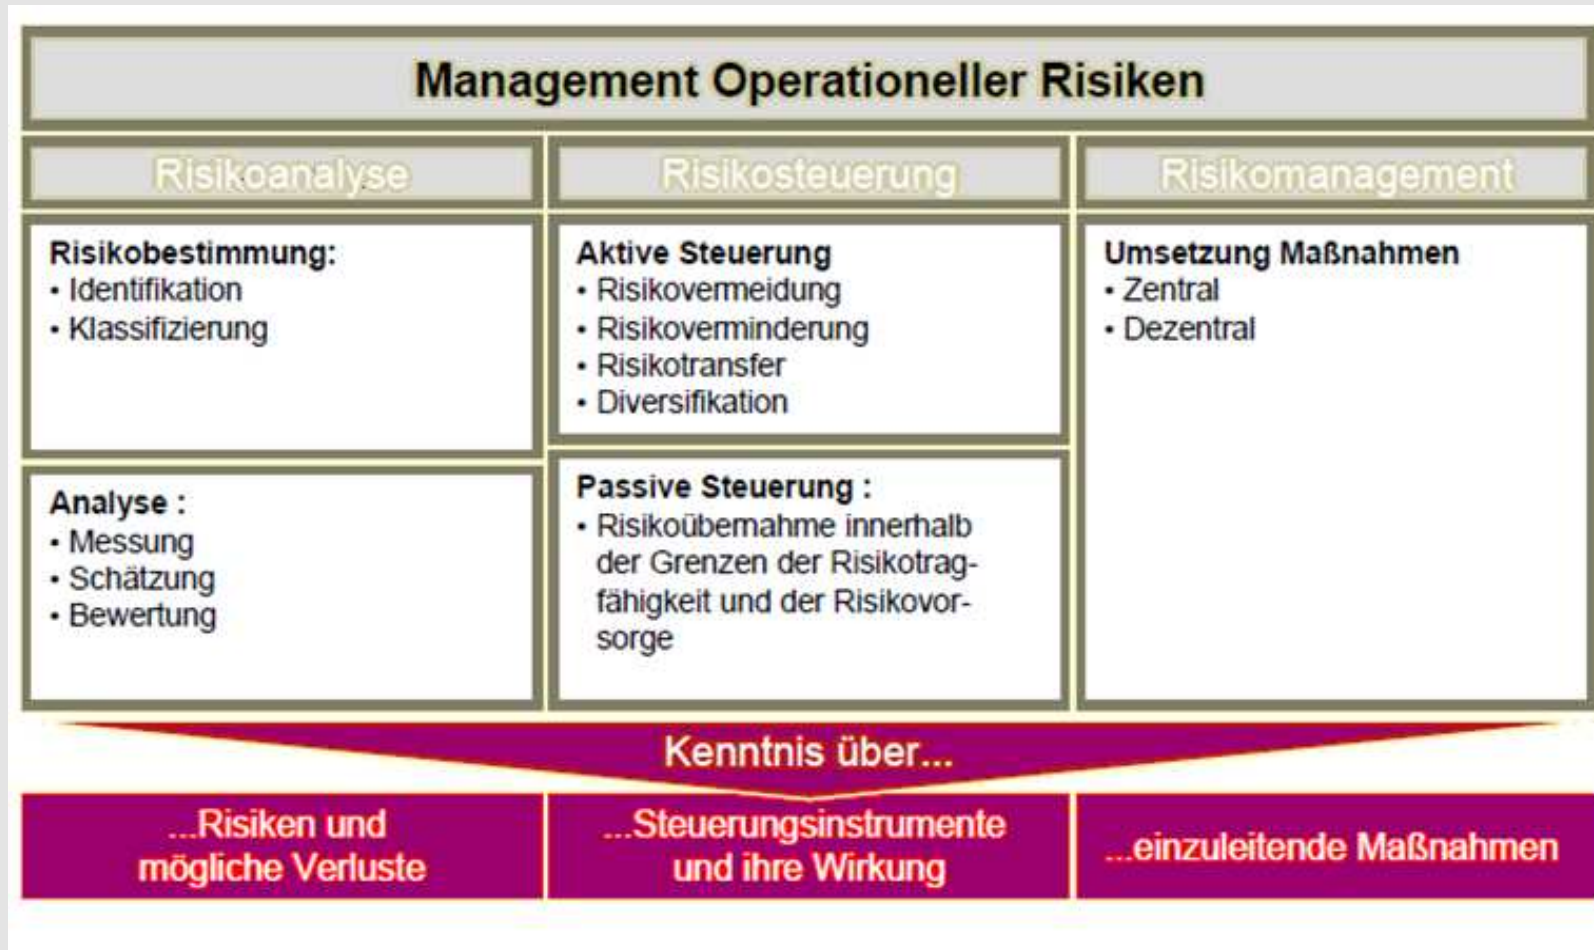 Management Operationeller Risiken
Risikoanalyse
Risikobestimmung:
• Identifikation
• Klassifizierung
Analyse :
• Messung
• Schätzung
• Bewertung
Risikosteuerung
Aktive Steuerung
• Risikovermeidung
• Risikoverminderung
• Risikotransfer
• Diversifikation
Passive Steuerung :
• Risikoübernahme innerhalb
der Grenzen der Risikotrag-
fähigkeit und der Risikovor-
sorge
Risikomanagement
Umsetzung Maßnahmen
• Zentral
• Dezentral
Kenntnis über...
...Risiken und
mögliche Verluste
...Steuerungsinstrumente
und ihre Wirkung
...einzuleitende Maßnahmen